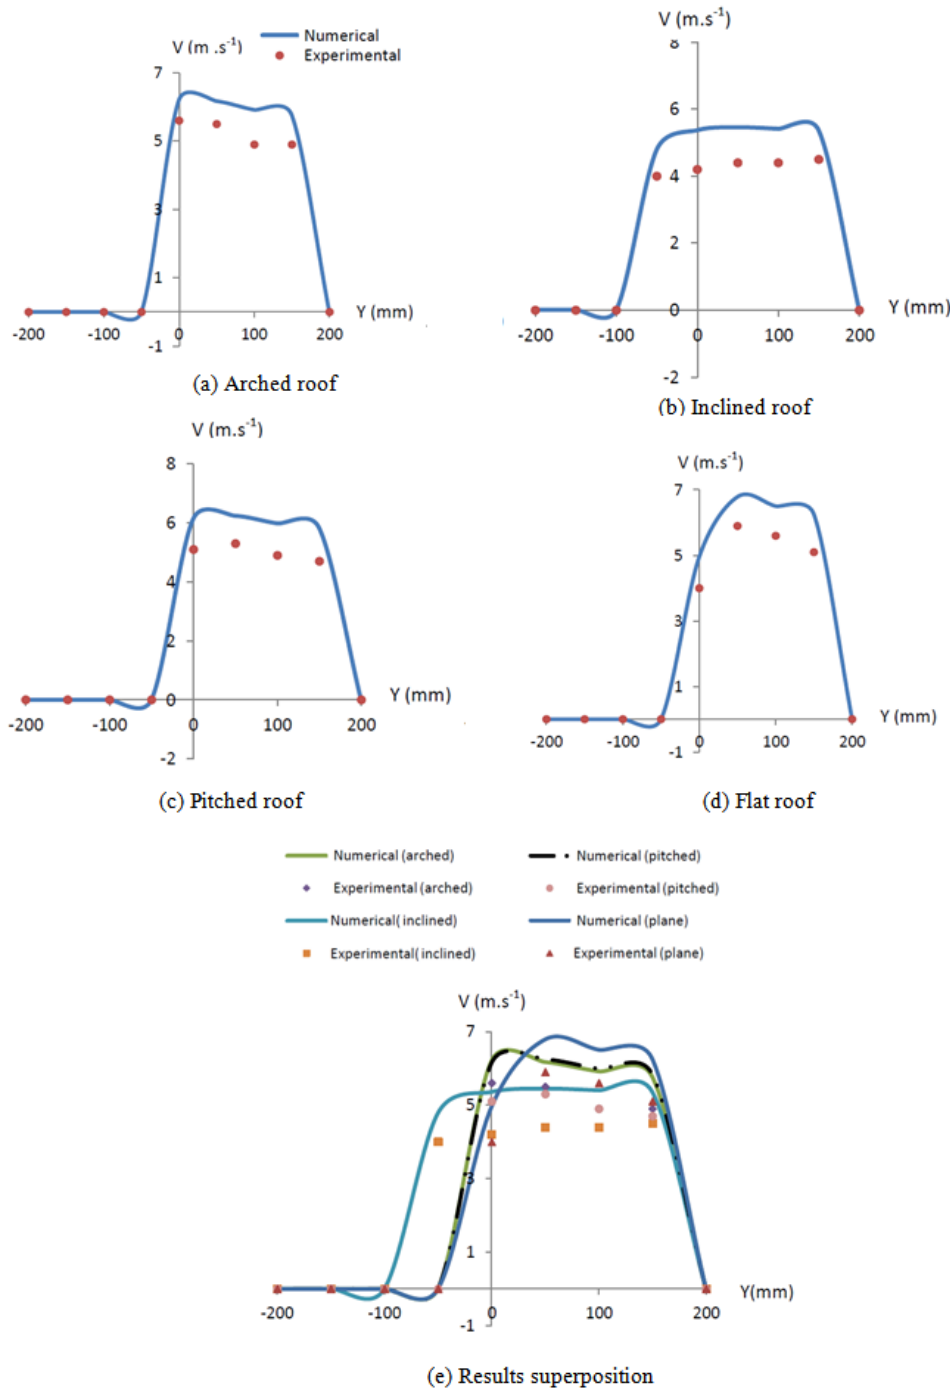 V (m .s⁻¹)
Numerical
Experimental
7
5
3
1
-1
-200
-100
0
100
200
Y (mm)
(a) Arched roof
V (m.s⁻¹)
8
6
4
2
0
-2
-200
-100
0
100
200
Y (mm)
(b) Inclined roof
V (m.s⁻¹)
8
6
4
2
0
-2
-200
-100
0
100
200
Y (mm)
(c) Pitched roof
V (m.s⁻¹)
7
5
3
1
-1
-200
-100
0
100
200
Y (mm)
(d) Flat roof
Numerical (arched)
Numerical (pitched)
Experimental (arched)
Experimental (pitched)
Numerical( inclined)
Numerical (plane)
Experimental( inclined)
Experimental (plane)
V (m.s⁻¹)
7
5
3
1
-1
-200
-100
0
100
200
Y(mm)
(e) Results superposition